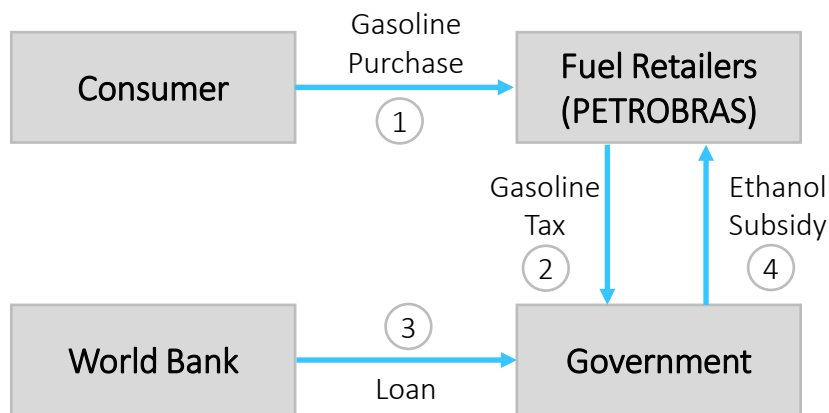 Gasoline
Purchase
Consumer
1
Fuel Retailers
(PETROBRAS)
Gasoline
Tax
2
Ethanol
Subsidy
4
World Bank
3
Loan
Government